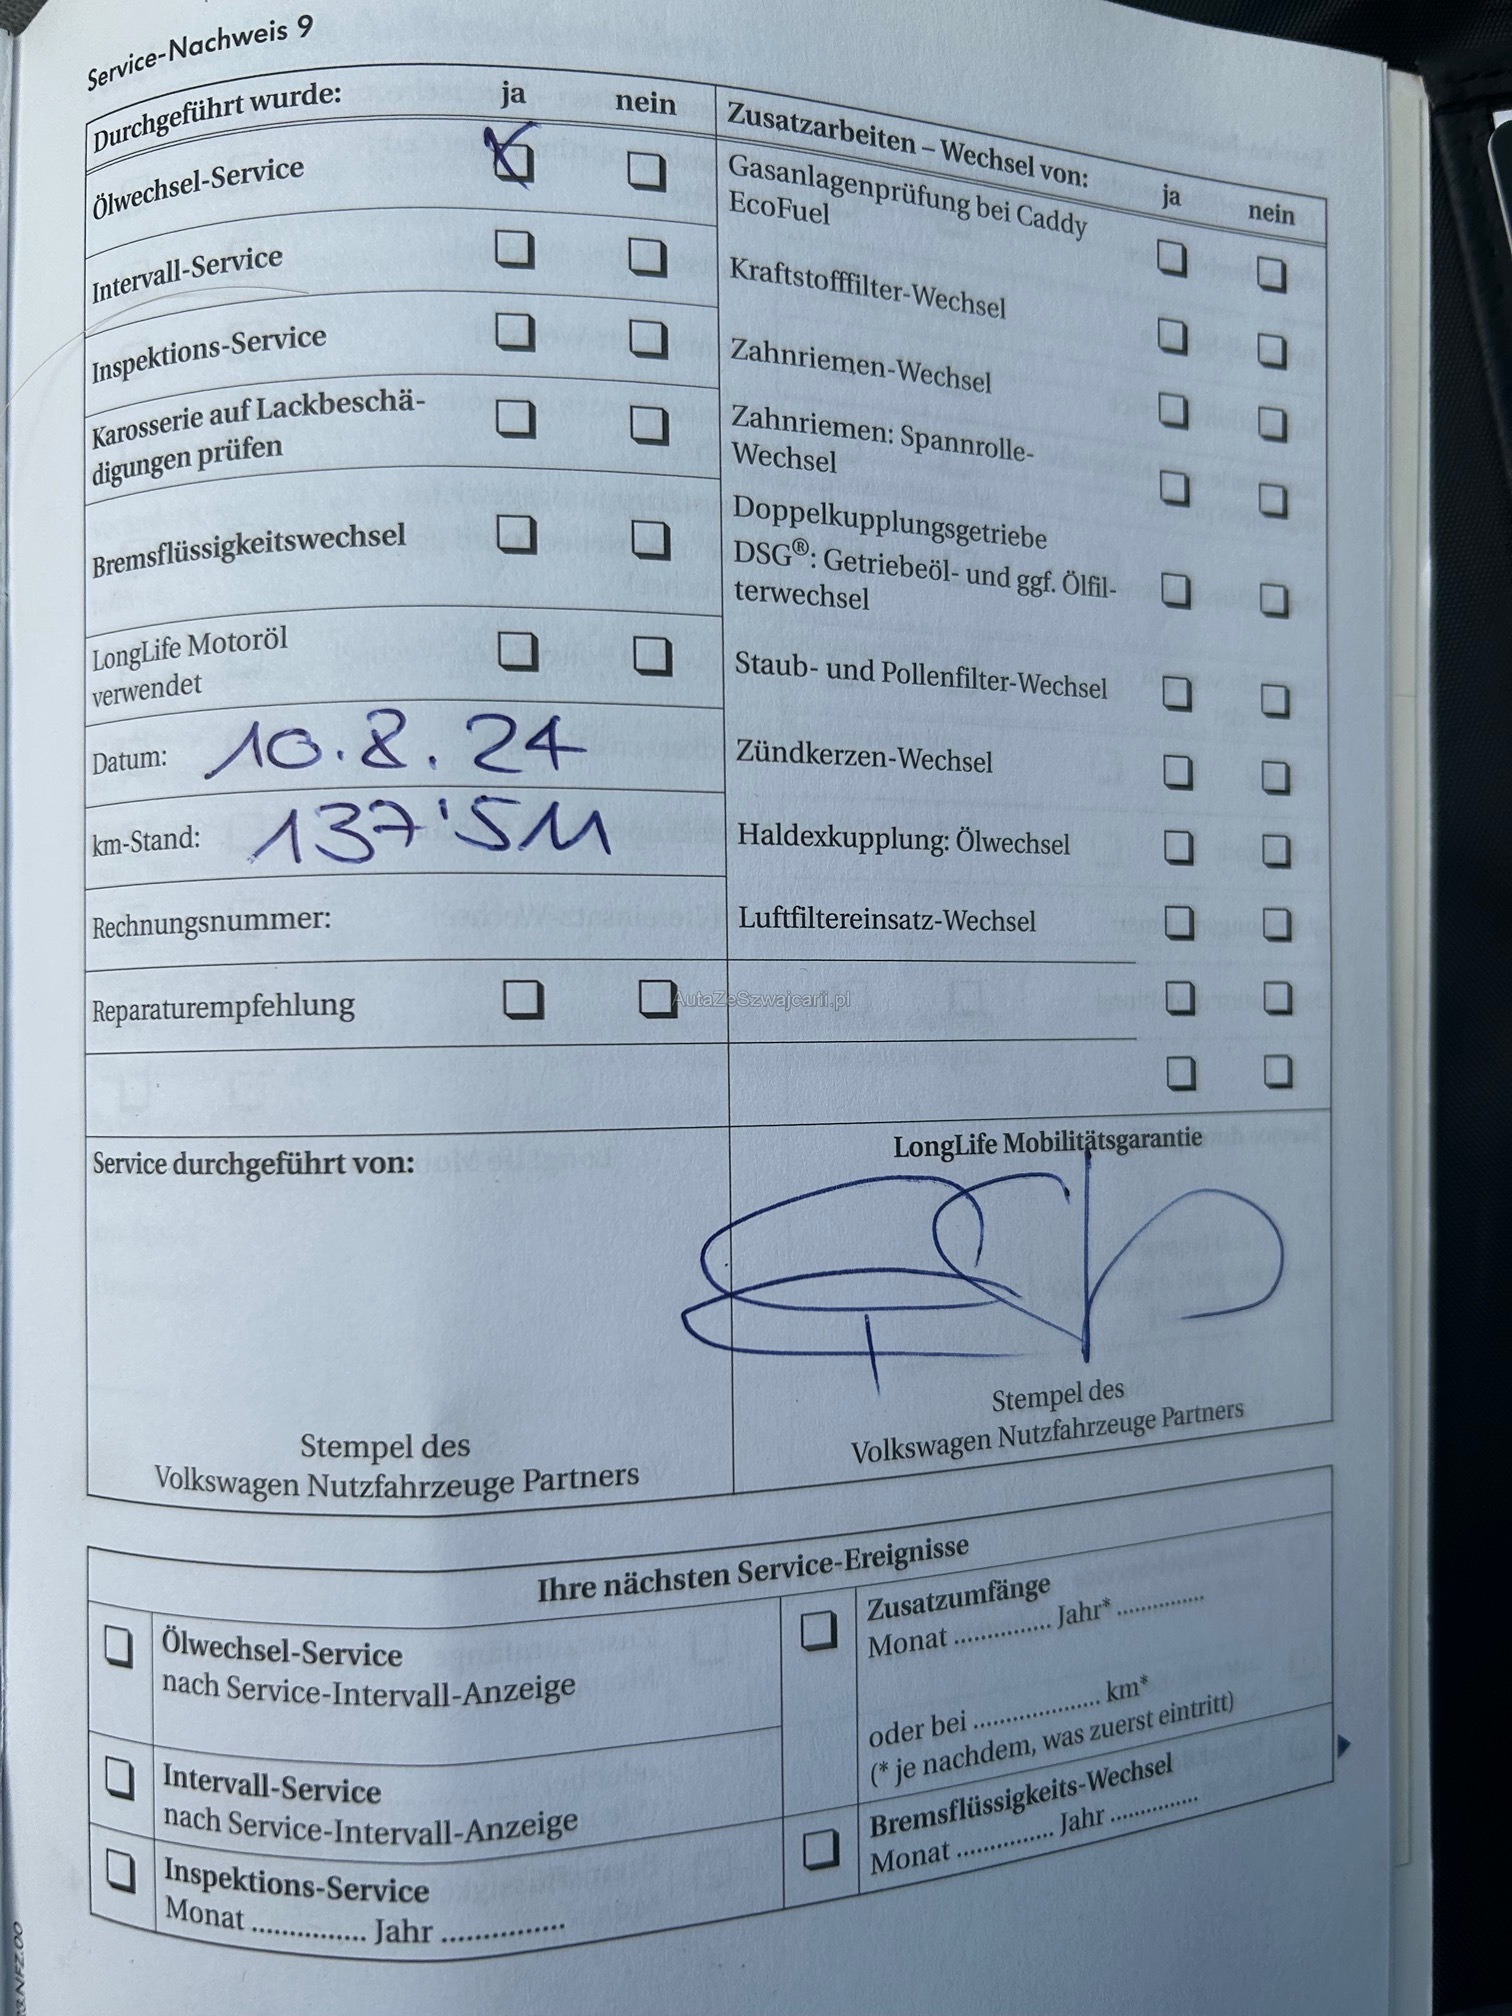 Service-Nachweis 9
Durchgeführt wurde: ja nein
Ölwechsel-Service
Intervall-Service
Inspektions-Service
Karosserie auf Lackbeschä-
digungen prüfen
Bremsflüssigkeitswechsel
LongLife Motoröl
verwendet
Datum: 10.8.24
km-Stand: 137'511
Rechnungsnummer:
Reparaturempfehlung
Zusatzarbeiten – Wechsel von: ja nein
Gasanlagenprüfung bei Caddy
EcoFuel
Kraftstofffilter-Wechsel
Zahnriemen-Wechsel
Zahnriemen: Spannrolle-
Wechsel
Doppelkupplungsgetriebe
DSG®: Getriebeöl- und ggf. Ölfil-
terwechsel
Staub- und Pollenfilter-Wechsel
Zündkerzen-Wechsel
Haldexkupplung: Ölwechsel
Luftfiltereinsatz-Wechsel
AutaZeSzwajcarii.pl
Service durchgeführt von:
Stempel des
Volkswagen Nutzfahrzeuge Partners
LongLife Mobilitätsgarantie
Stempel des
Volkswagen Nutzfahrzeuge Partners
Ihre nächsten Service-Ereignisse
Ölwechsel-Service
nach Service-Intervall-Anzeige
Intervall-Service
nach Service-Intervall-Anzeige
Inspektions-Service
Monat ............... Jahr ................
Zusatzumfänge
Monat ............... Jahr* ..............
oder bei .................... km*
(* je nachdem, was zuerst eintritt)
Bremsflüssigkeits-Wechsel
Monat ............... Jahr ..............